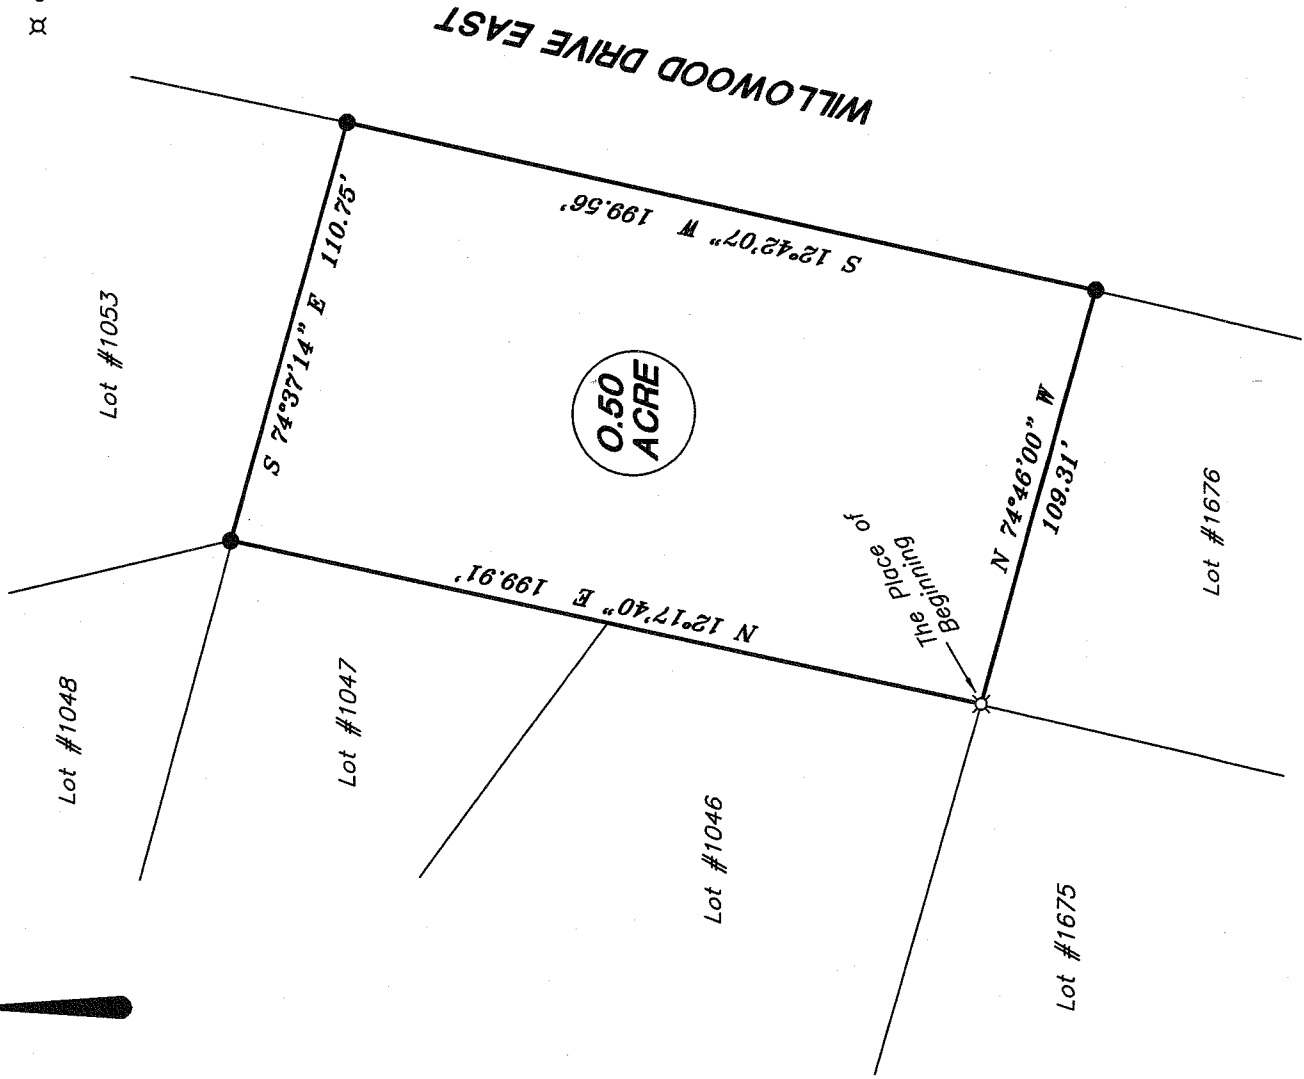 WILLOWOOD DRIVE EAST
S 74°37'14" E 110.75'
S 12°42'07" W 199.56'
Lot #1053
0.50
ACRE
N 74°46'00" W
109.31'
Lot #1676
The Place of
Beginning
N 12°17'40" E 199.91'
Lot #1048
Lot #1047
Lot #1046
Lot #1675